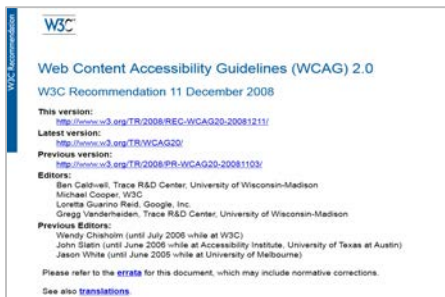 W3C Recommendation
W3C
Web Content Accessibility Guidelines (WCAG) 2.0
W3C Recommendation 11 December 2008
This version:
http://www.w3.org/TR/2008/REC-WCAG20-20081211/
Latest version:
http://www.w3.org/TR/WCAG20/
Previous version:
http://www.w3.org/TR/2008/PR-WCAG20-20081103/
Editors:
Ben Caldwell, Trace R&D Center, University of Wisconsin-Madison
Michael Cooper, W3C
Loretta Guarino Reid, Google, Inc.
Gregg Vanderheiden, Trace R&D Center, University of Wisconsin-Madison
Previous Editors:
Wendy Chisholm (until July 2006 while at W3C)
John Slatin (until June 2006 while at Accessibility Institute, University of Texas at Austin)
Jason White (until June 2005 while at University of Melbourne)
Please refer to the errata for this document, which may include normative corrections.
See also translations.